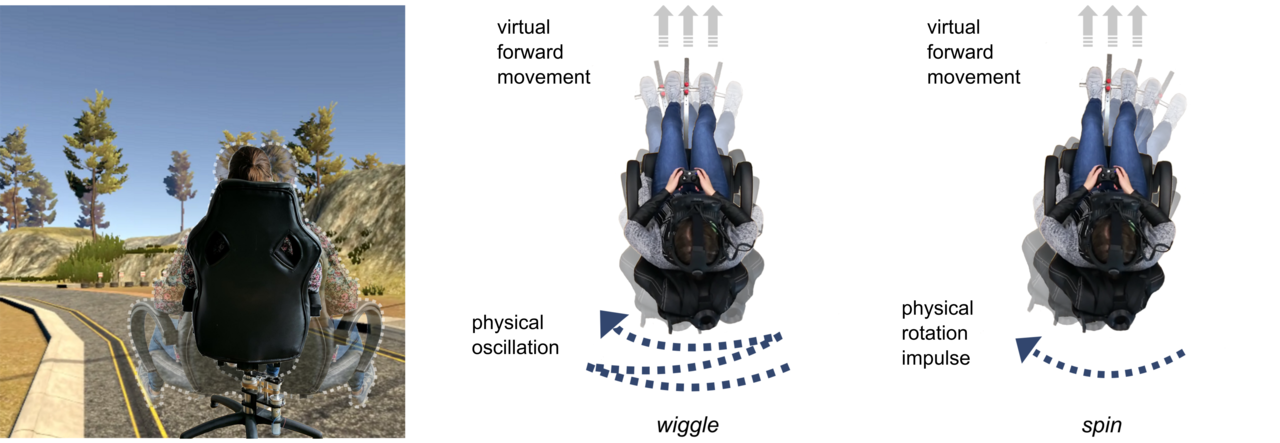 virtual
forward
movement
physical
oscillation
wiggle
virtual
forward
movement
physical
rotation
impulse
spin